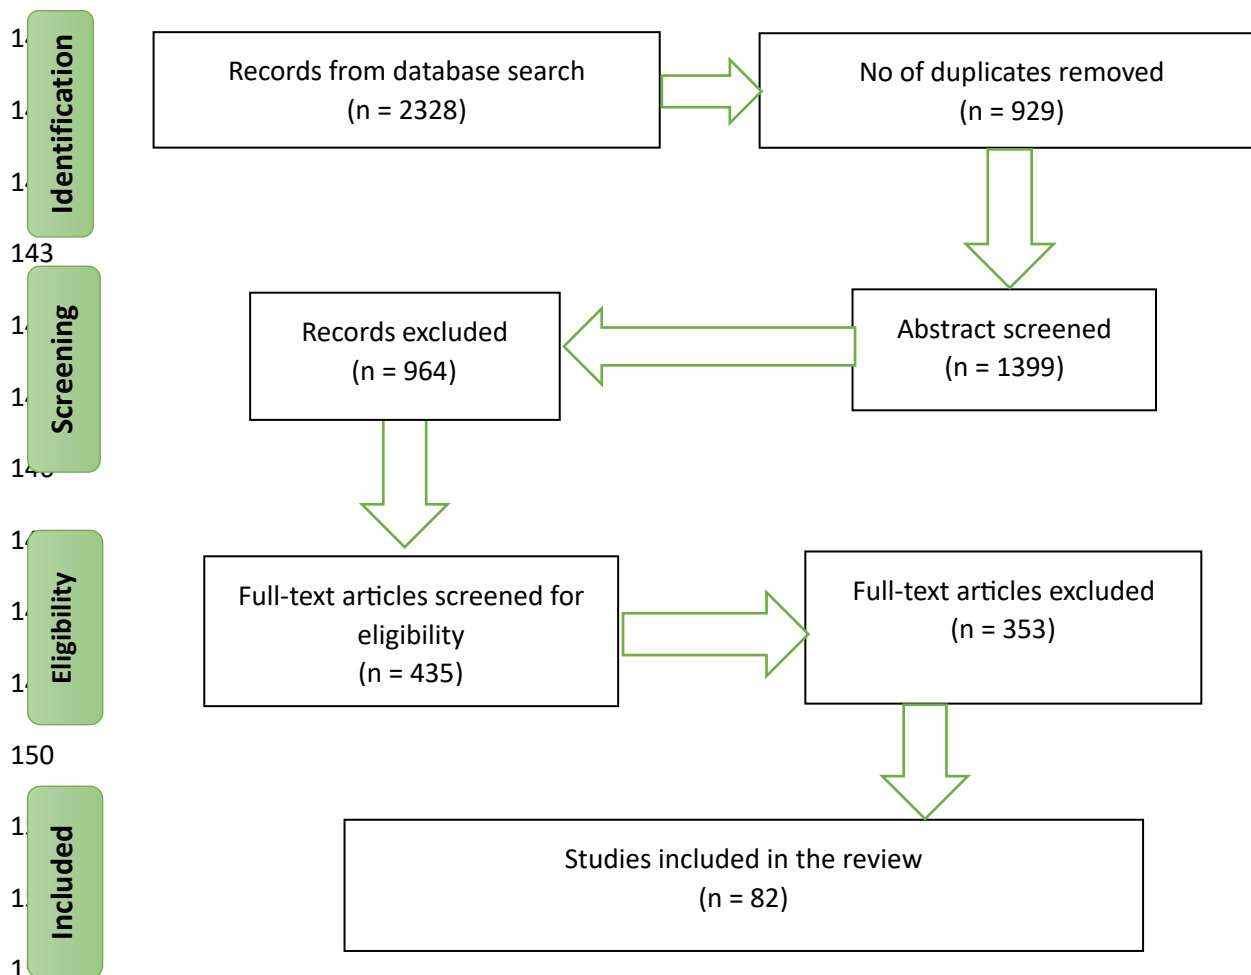 Identification
Records from database search
(n = 2328)
No of duplicates removed
(n = 929)
143
Screening
Records excluded
(n = 964)
Abstract screened
(n = 1399)
Eligibility
Full-text articles screened for
eligibility
(n = 435)
Full-text articles excluded
(n = 353)
150
Included
Studies included in the review
(n = 82)